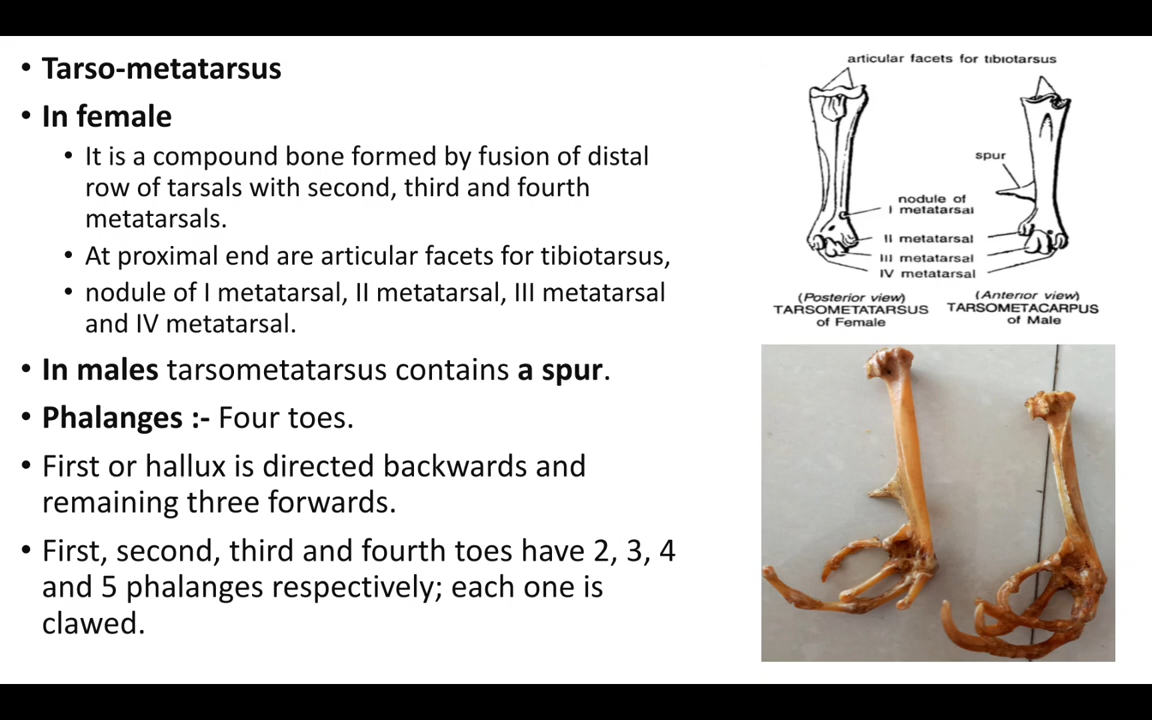 • Tarso-metatarsus
• In female
• It is a compound bone formed by fusion of distal
row of tarsals with second, third and fourth
metatarsals.
• At proximal end are articular facets for tibiotarsus,
• nodule of I metatarsal, II metatarsal, III metatarsal
and IV metatarsal.
• In males tarsometatarsus contains a spur.
• Phalanges :- Four toes.
• First or hallux is directed backwards and
remaining three forwards.
• First, second, third and fourth toes have 2, 3, 4
and 5 phalanges respectively; each one is
clawed.
articular facets for tibiotarsus
spur
nodule of
I metatarsal
II metatarsal
III metatarsal
IV metatarsal
(Posterior view)
TARSOMETATARSUS
of Female
(Anterior view)
TARSOMETACARPUS
of Male